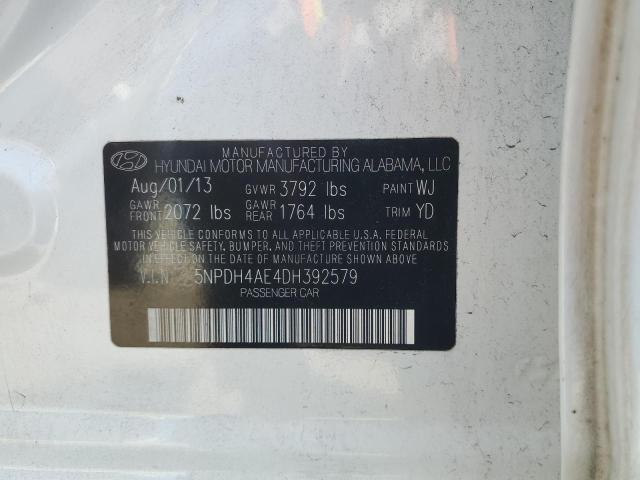 MANUFACTURED BY
HYUNDAI MOTOR MANUFACTURING ALABAMA, LLC
Aug/01/13 GVWR 3792 lbs PAINT WJ
GAWR FRONT 2072 lbs GAWR REAR 1764 lbs TRIM YD
THIS VEHICLE CONFORMS TO ALL APPLICABLE U.S.A. FEDERAL
MOTOR VEHICLE SAFETY, BUMPER, AND THEFT PREVENTION
STANDARDS IN EFFECT ON THE DATE OF MANUFACTURE SHOWN ABOVE.
V.I.N 5NPDH4AE4DH392579
PASSENGER CAR